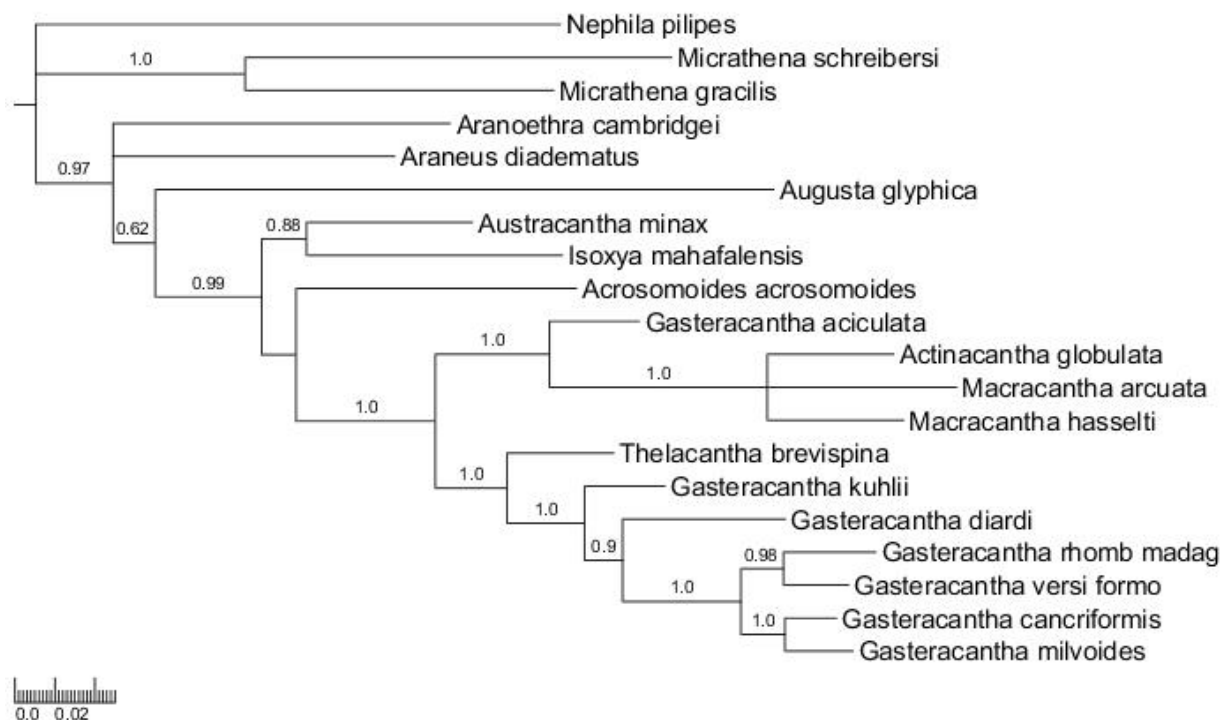 Nephila pilipes
1.0
Micrathena schreibersi
Micrathena gracilis
Aranoethra cambridgei
0.97
Araneus diadematus
Augusta glyphica
0.62
0.88
Austracantha minax
Isoxya mahafalensis
0.99
Acrosomoides acrosomoides
Gasteracantha aciculata
1.0
Actinacantha globulata
1.0
Macracantha arcuata
1.0
Macracantha hasselti
Thelacantha brevispina
1.0
Gasteracantha kuhlii
1.0
Gasteracantha diardi
0.9
0.98
Gasteracantha rhomb madag
Gasteracantha versi formo
1.0
1.0
Gasteracantha cancriformis
Gasteracantha milvoides
0.0 0.02